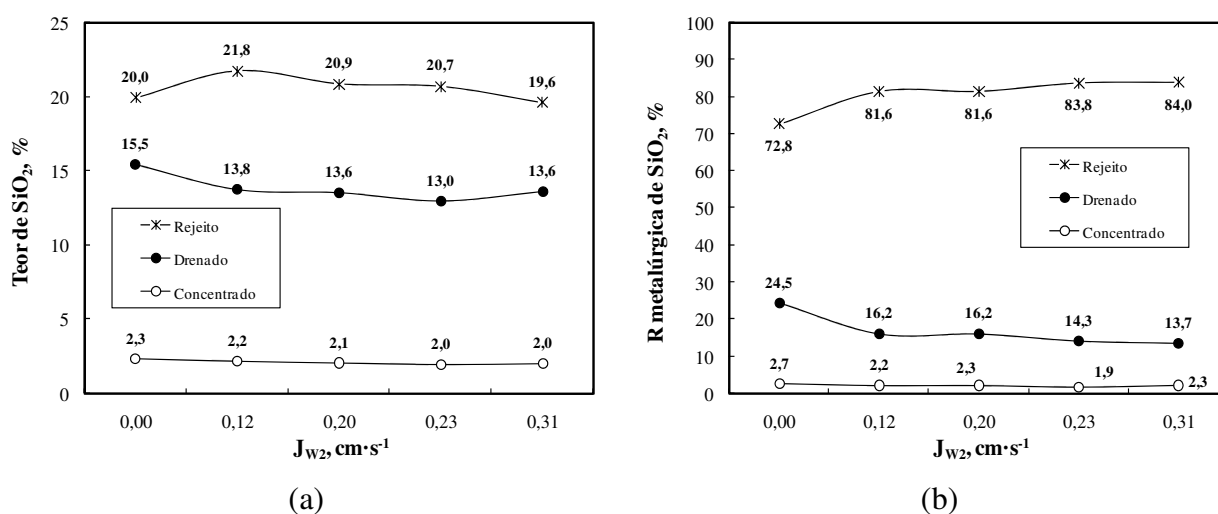 25
20
15
10
5
0
Teor de SiO₂, %
20,0 21,8 20,9 20,7 19,6
15,5 13,8 13,6 13,0 13,6
Rejeito
Drenado
Concentrado
2,3 2,2 2,1 2,0 2,0
0,00 0,12 0,20 0,23 0,31
J_W2, cm·s⁻¹
(a)
100
90
80
70
60
50
40
30
20
10
0
R metalúrgica de SiO₂, %
72,8 81,6 81,6 83,8 84,0
Rejeito
Drenado
Concentrado
24,5 16,2 16,2 14,3 13,7
2,7 2,2 2,3 1,9 2,3
0,00 0,12 0,20 0,23 0,31
J_W2, cm·s⁻¹
(b)